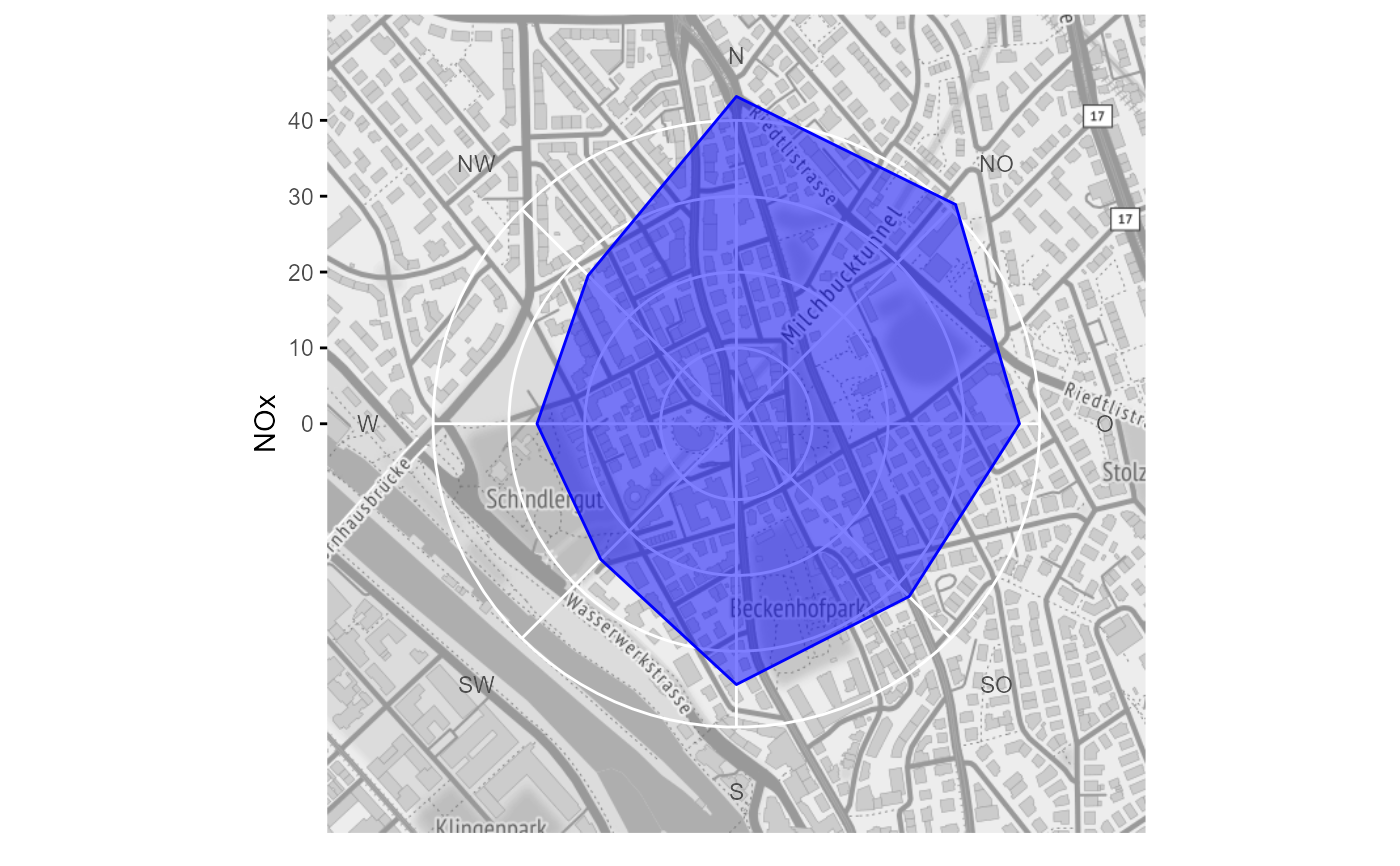 e
N
17
40
Riedtlistrasse
NW
NO
30
17
20
Milchbucktunnel
10
NOx
0
W
O
Riedtlistra
Stolz
rnhausbrücke
Schindlergut
Beckenhofpark
Wasserwerkstrasse
SW
SO
S
Klingenpark